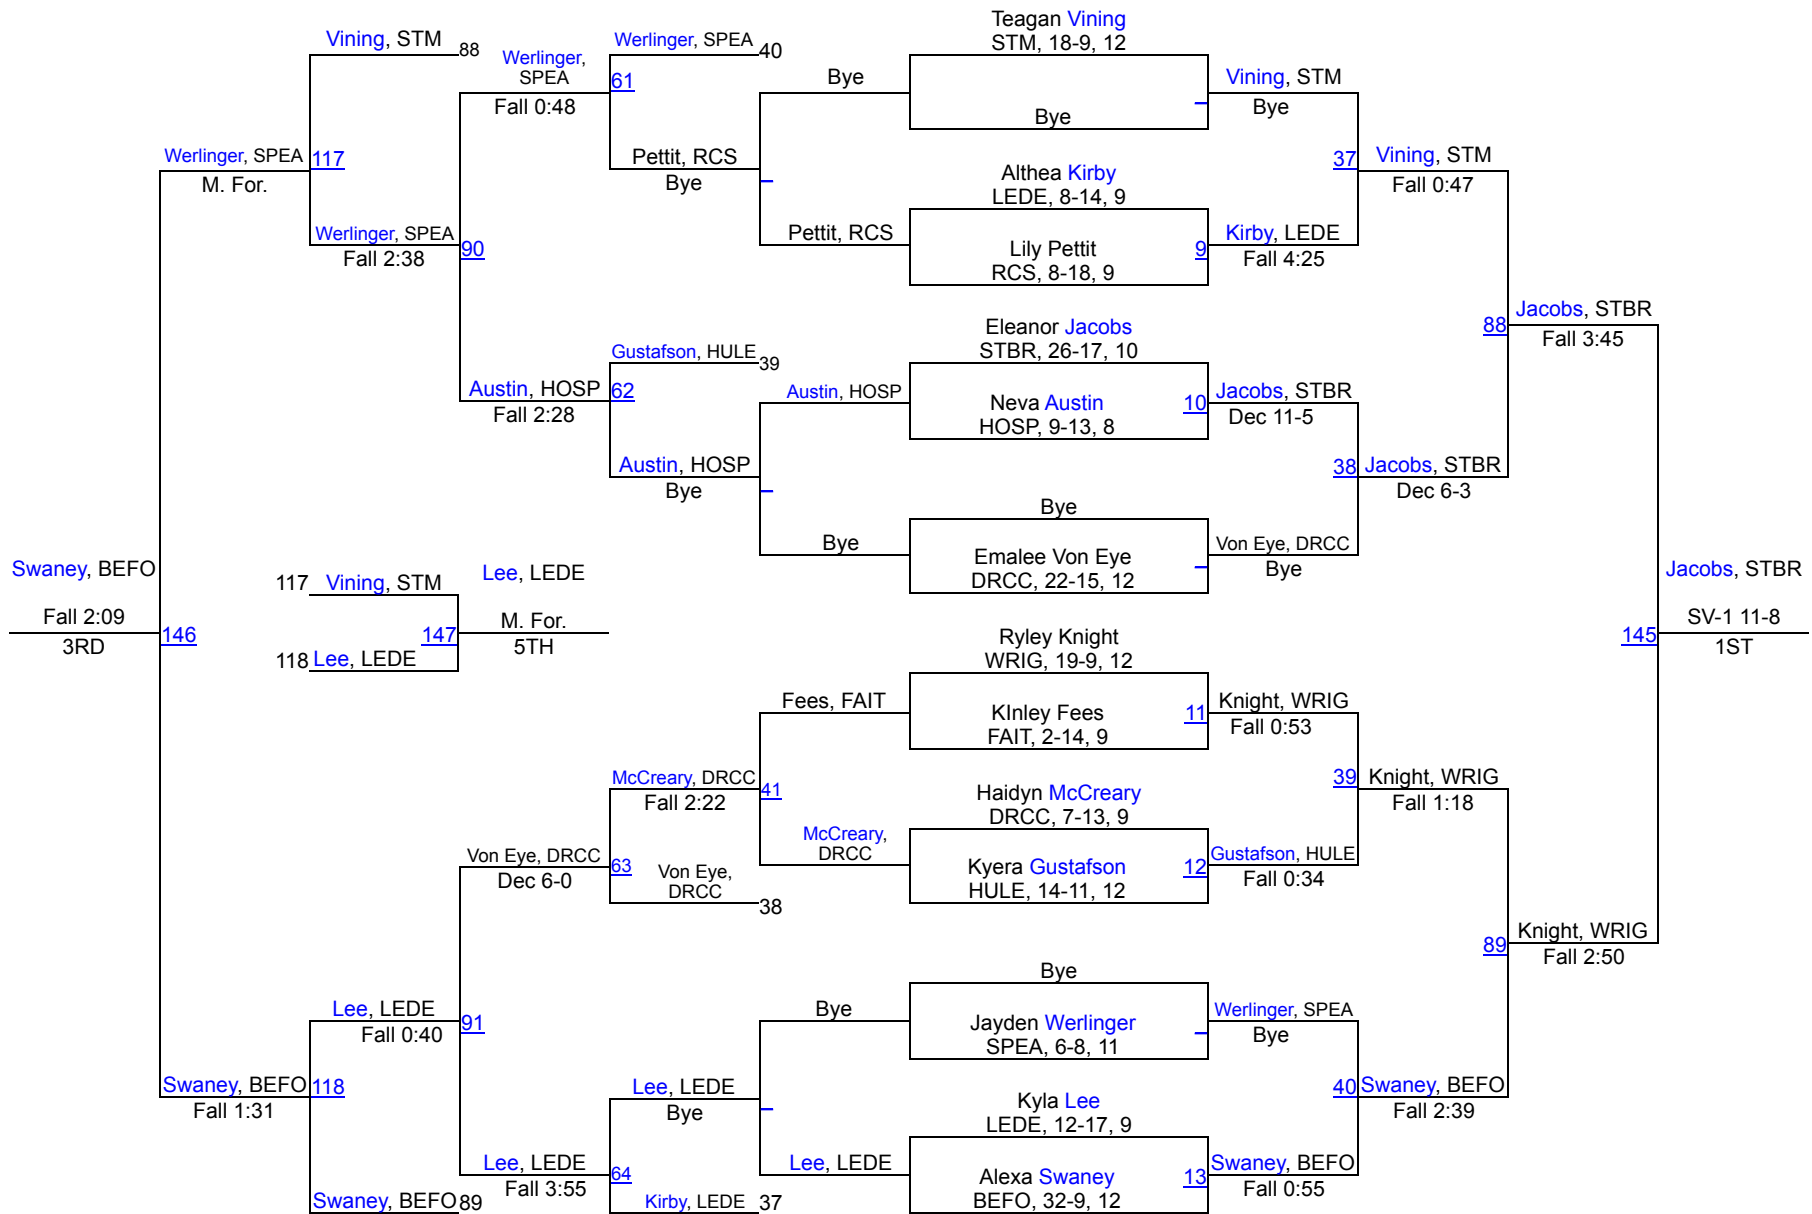 Teagan Vining
STM, 18-9, 12
Vining, STM
88
Werlinger, SPEA
40
Werlinger,
SPEA
61
Fall 0:48
Bye
Vining, STM
Bye
Bye
Pettit, RCS
Bye
Werlinger, SPEA
117
M. For.
Althea Kirby
LEDE, 8-14, 9
37
Vining, STM
Fall 0:47
Werlinger, SPEA
90
Fall 2:38
Pettit, RCS
Lily Pettit
RCS, 8-18, 9
9
Kirby, LEDE
Fall 4:25
Eleanor Jacobs
STBR, 26-17, 10
88
Jacobs, STBR
Fall 3:45
Gustafson, HULE
39
Austin, HOSP
62
Fall 2:28
Austin, HOSP
Neva Austin
HOSP, 9-13, 8
10
Jacobs, STBR
Dec 11-5
Austin, HOSP
Bye
38
Jacobs, STBR
Dec 6-3
Bye
Bye
Emalee Von Eye
DRCC, 22-15, 12
Von Eye, DRCC
Bye
Swaney, BEFO
Fall 2:09
3RD
146
117
Vining, STM
118
Lee, LEDE
147
Lee, LEDE
M. For.
5TH
Jacobs, STBR
145
SV-1 11-8
1ST
Ryley Knight
WRIG, 19-9, 12
Fees, FAIT
KInley Fees
FAIT, 2-14, 9
11
Knight, WRIG
Fall 0:53
McCreary, DRCC
41
Fall 2:22
Haidyn McCreary
DRCC, 7-13, 9
39
Knight, WRIG
Fall 1:18
McCreary,
DRCC
Von Eye, DRCC
63
Dec 6-0
Von Eye,
DRCC
38
Kyera Gustafson
HULE, 14-11, 12
12
Gustafson, HULE
Fall 0:34
89
Knight, WRIG
Fall 2:50
Bye
Lee, LEDE
91
Fall 0:40
Bye
Jayden Werlinger
SPEA, 6-8, 11
Werlinger, SPEA
Bye
Swaney, BEFO
118
Fall 1:31
Lee, LEDE
Bye
Kyla Lee
LEDE, 12-17, 9
40
Swaney, BEFO
Fall 2:39
Lee, LEDE
64
Fall 3:55
Lee, LEDE
Alexa Swaney
BEFO, 32-9, 12
13
Swaney, BEFO
Fall 0:55
Swaney, BEFO
89
Kirby, LEDE
37